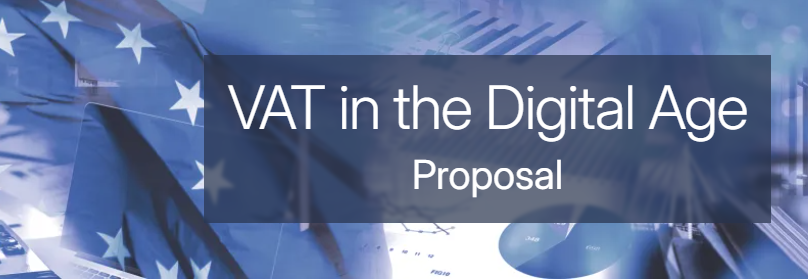 VAT in the Digital Age
Proposal